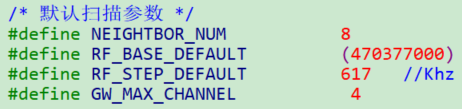 /* 默认扫描参数 */
#define NEIGHTBOR_NUM 8
#define RF_BASE_DEFAULT (470377000)
#define RF_STEP_DEFAULT 617 //Khz
#define GW_MAX_CHANNEL 4